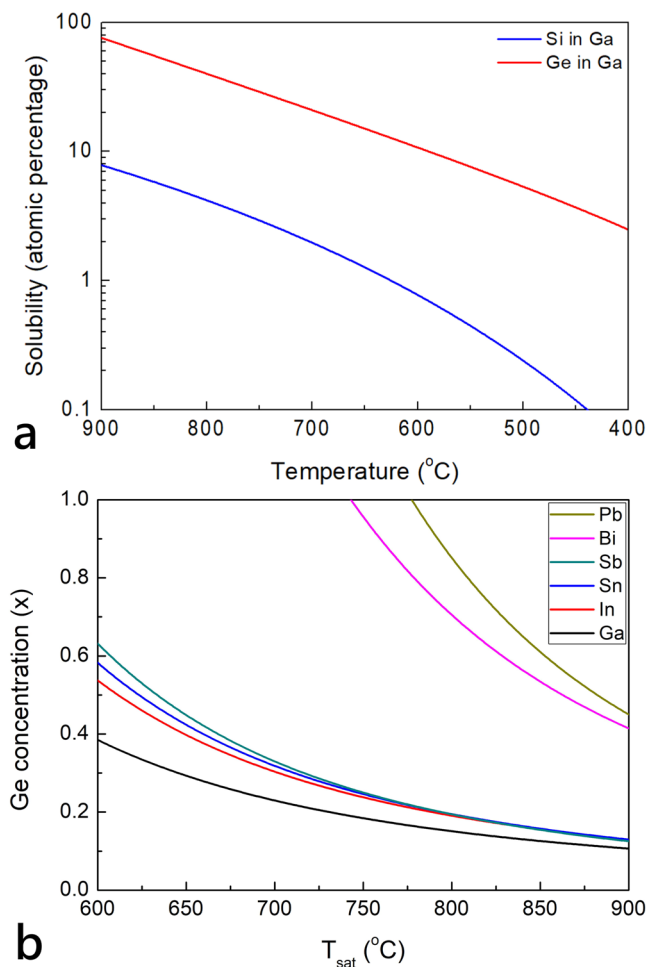 100
10
1
0.1
Solubility (atomic percentage)
Si in Ga
Ge in Ga
900 800 700 600 500 400
Temperature (°C)
a
1.0
0.8
0.6
0.4
0.2
0.0
Ge concentration (x)
Pb
Bi
Sb
Sn
In
Ga
600 650 700 750 800 850 900
T_sat (°C)
b